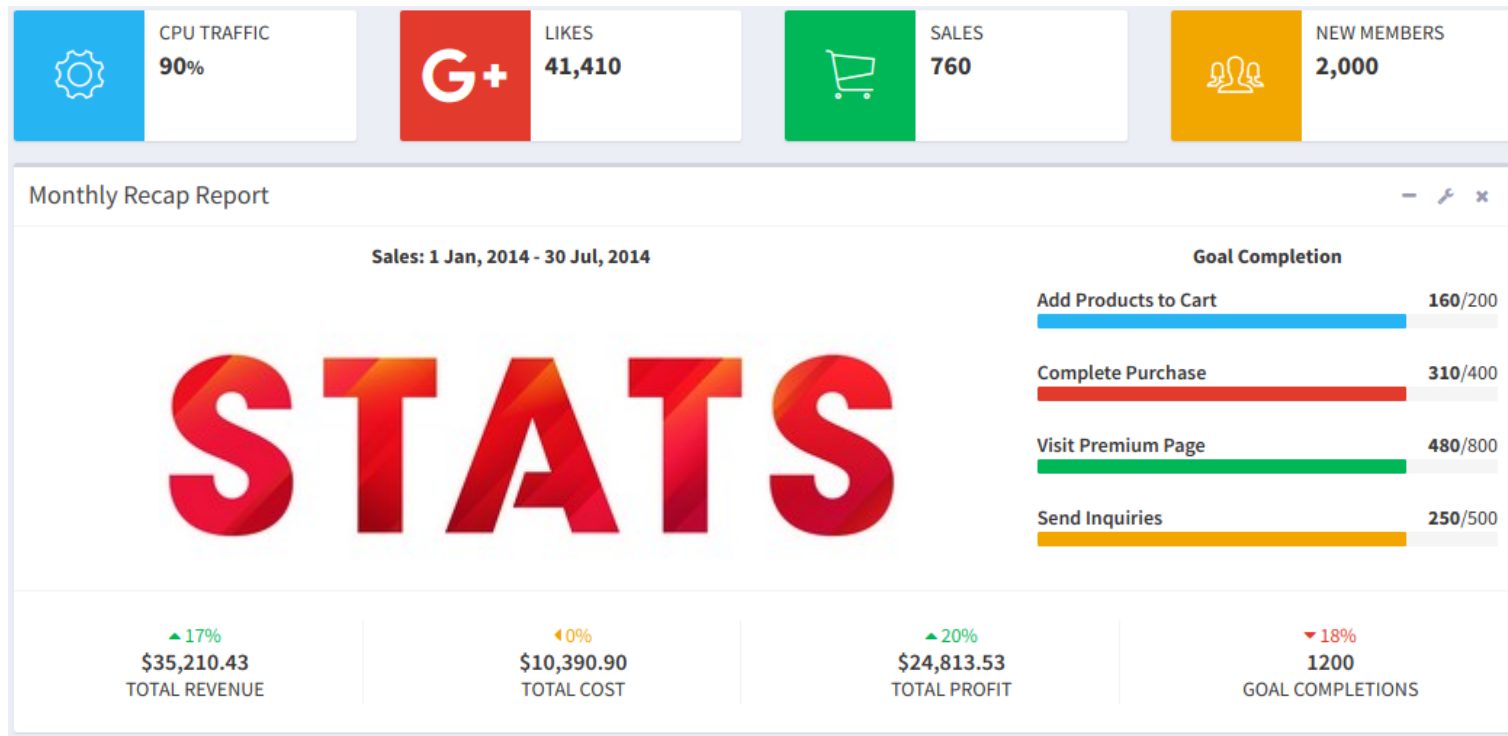 CPU TRAFFIC
90%
LIKES
G+
41,410
SALES
760
NEW MEMBERS
2,000
Monthly Recap Report
Sales: 1 Jan, 2014 - 30 Jul, 2014
STATS
Goal Completion
Add Products to Cart 160/200
Complete Purchase 310/400
Visit Premium Page 480/800
Send Inquiries 250/500
17%
$35,210.43
TOTAL REVENUE
0%
$10,390.90
TOTAL COST
20%
$24,813.53
TOTAL PROFIT
18%
1200
GOAL COMPLETIONS